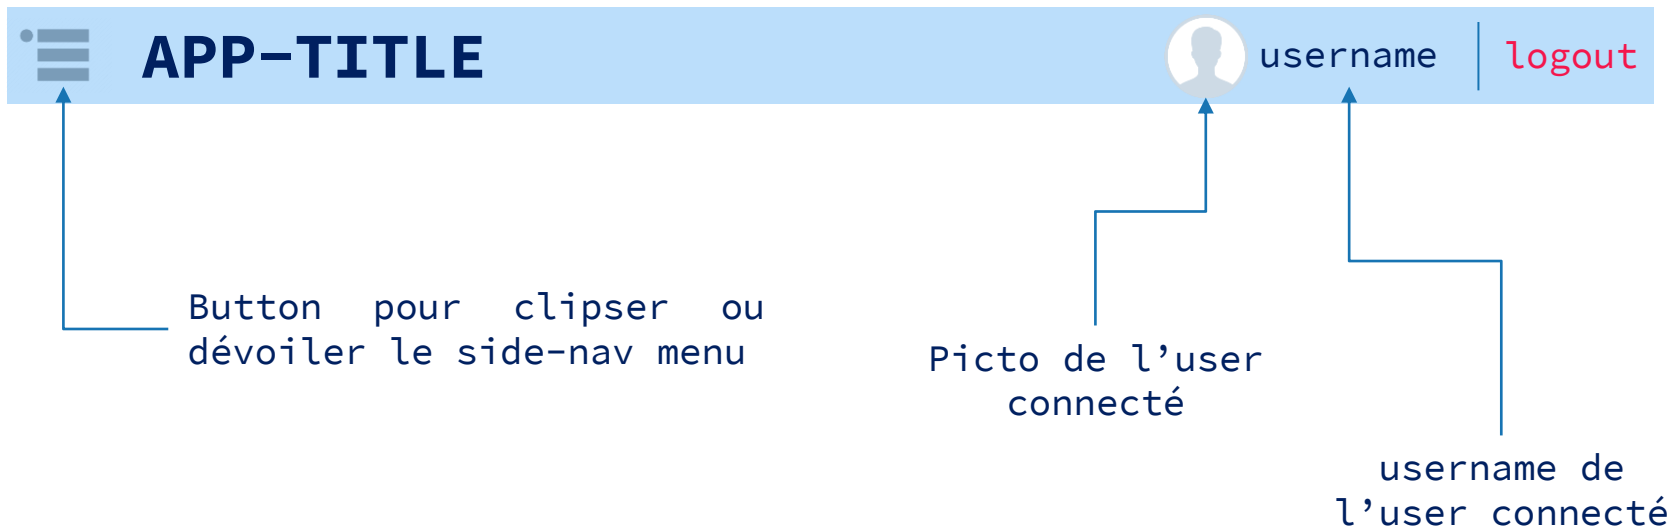 APP-TITLE
username
logout
Button pour clipser ou
dévoiler le side-nav menu
Picto de l’user
connecté
username de
l’user connecté